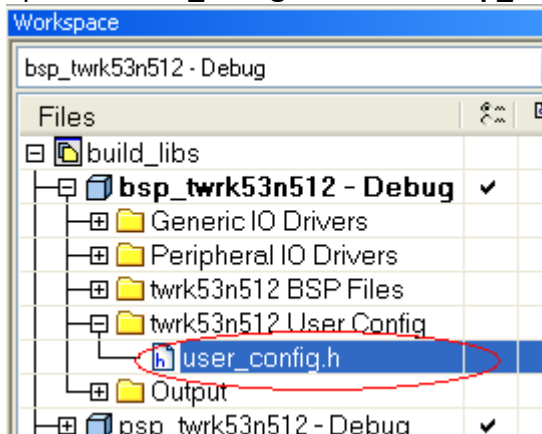 Workspace
bsp_twrk53n512 - Debug
Files
build_libs
bsp_twrk53n512 - Debug
Generic IO Drivers
Peripheral IO Drivers
twrk53n512 BSP Files
twrk53n512 User Config
user_config.h
Output
psp_twrk53n512 - Debug